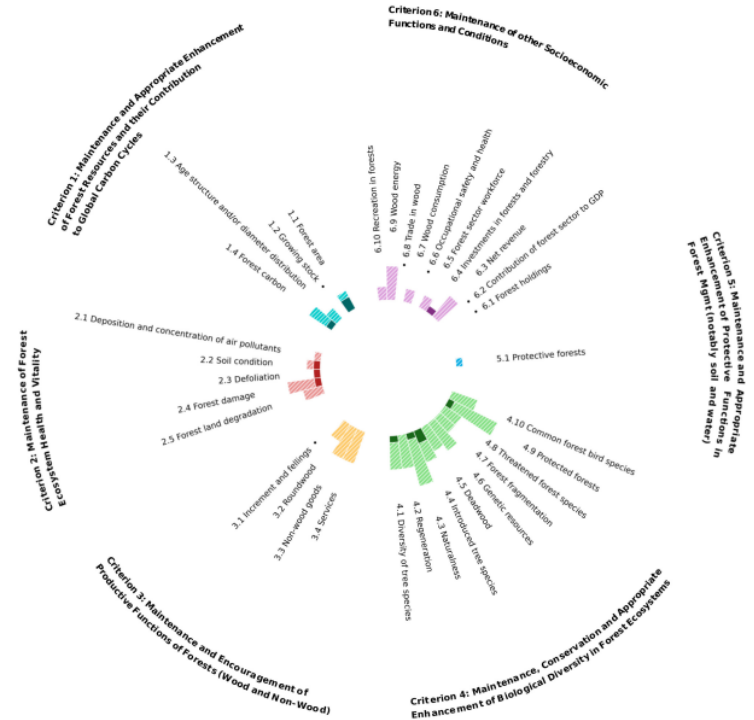 Criterion 1: Maintenance and Appropriate Enhancement
of Forest Resources and their Contribution
to Global Carbon Cycles
1.1 Forest area
1.2 Growing stock
1.3 Age structure and/or diameter distribution
1.4 Forest carbon
Criterion 2: Maintenance of Forest
Ecosystem Health and Vitality
2.1 Deposition and concentration of air pollutants
2.2 Soil condition
2.3 Defoliation
2.4 Forest damage
2.5 Forest land degradation
Criterion 3: Maintenance and Encouragement of
Productive Functions of Forests (Wood and Non-Wood)
3.1 Increment and fellings
3.2 Roundwood
3.3 Non-wood goods
3.4 Services
Criterion 4: Maintenance, Conservation and Appropriate
Enhancement of Biological Diversity in Forest Ecosystems
4.1 Diversity of tree species
4.2 Regeneration
4.3 Naturalness
4.4 Introduced tree species
4.5 Deadwood
4.6 Genetic resources
4.7 Forest fragmentation
4.8 Threatened forest species
4.9 Protected forests
4.10 Common forest bird species
Criterion 5: Maintenance and Appropriate
Enhancement of Protective Functions in
Forest Mgmt (notably soil and water)
5.1 Protective forests
Criterion 6: Maintenance of other Socioeconomic
Functions and Conditions
6.1 Forest holdings
6.2 Contribution of forest sector to GDP
6.3 Net revenue
6.4 Investments in forests and forestry
6.5 Forest sector workforce
6.6 Occupational safety and health
6.7 Wood consumption
6.8 Trade in wood
6.9 Wood energy
6.10 Recreation in forests